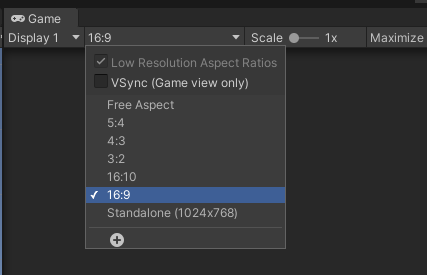 Game
Display 1 16:9 Scale 1x Maximize
Low Resolution Aspect Ratios
VSync (Game view only)
Free Aspect
5:4
4:3
3:2
16:10
16:9
Standalone (1024x768)